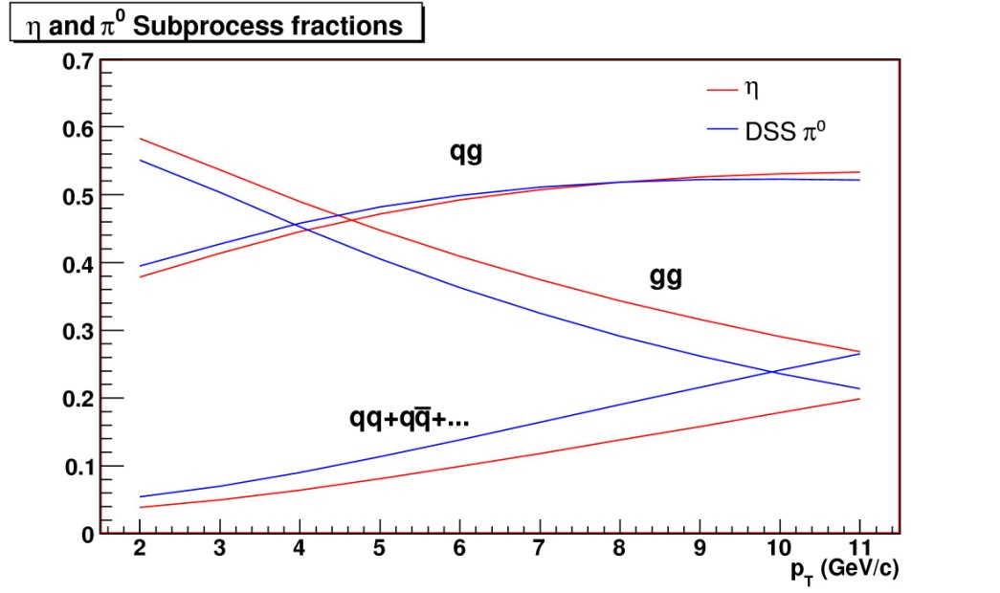 η and π⁰ Subprocess fractions
0.7
0.6
0.5
0.4
0.3
0.2
0.1
0
η
DSS π⁰
qg
gg
qq+qq̅+...
2 3 4 5 6 7 8 9 10 11
p_T (GeV/c)